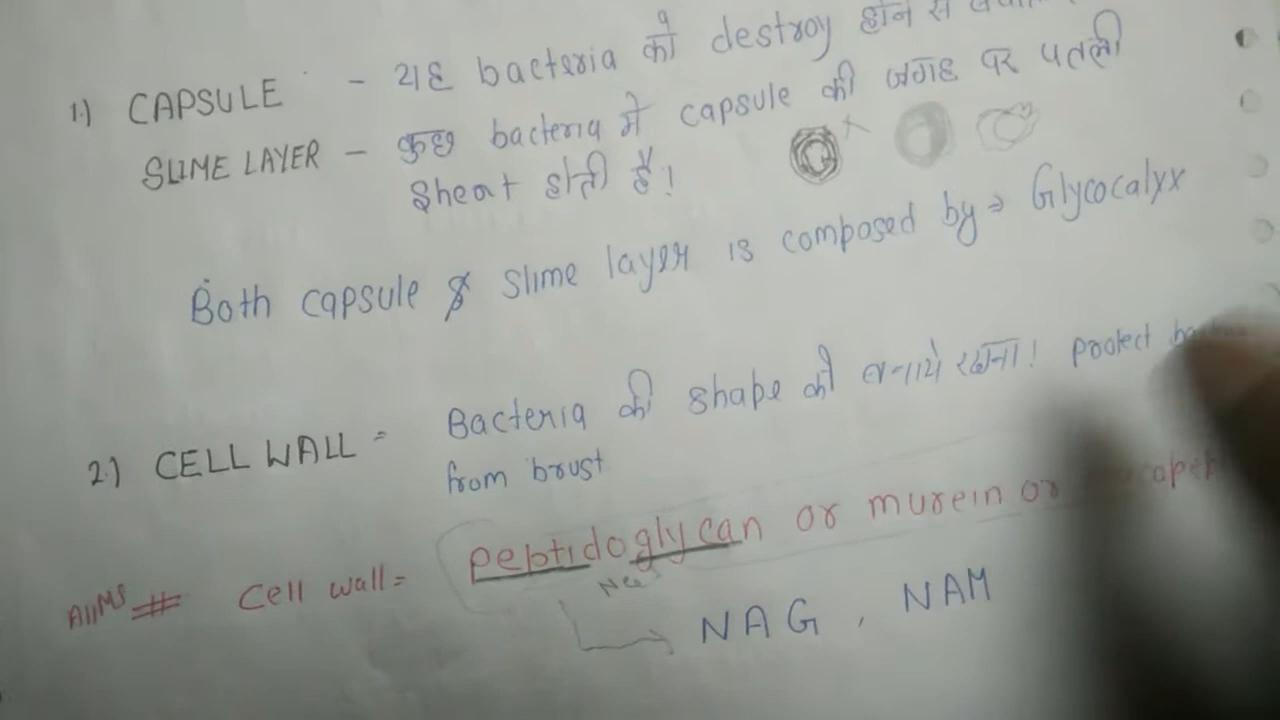 1.) CAPSULE - यह bacteria को destroy होने से
SLIME LAYER - कुछ bacteria मे capsule की जगह पर पतली
sheat होती है!
Both capsule & slime layer is composed by → Glycocalyx
2.) CELL WALL = Bacteria की shape को बनाये रखना! protect
from brust
AIIMS # Cell wall = peptidoglycan or murein or
NAG , NAM